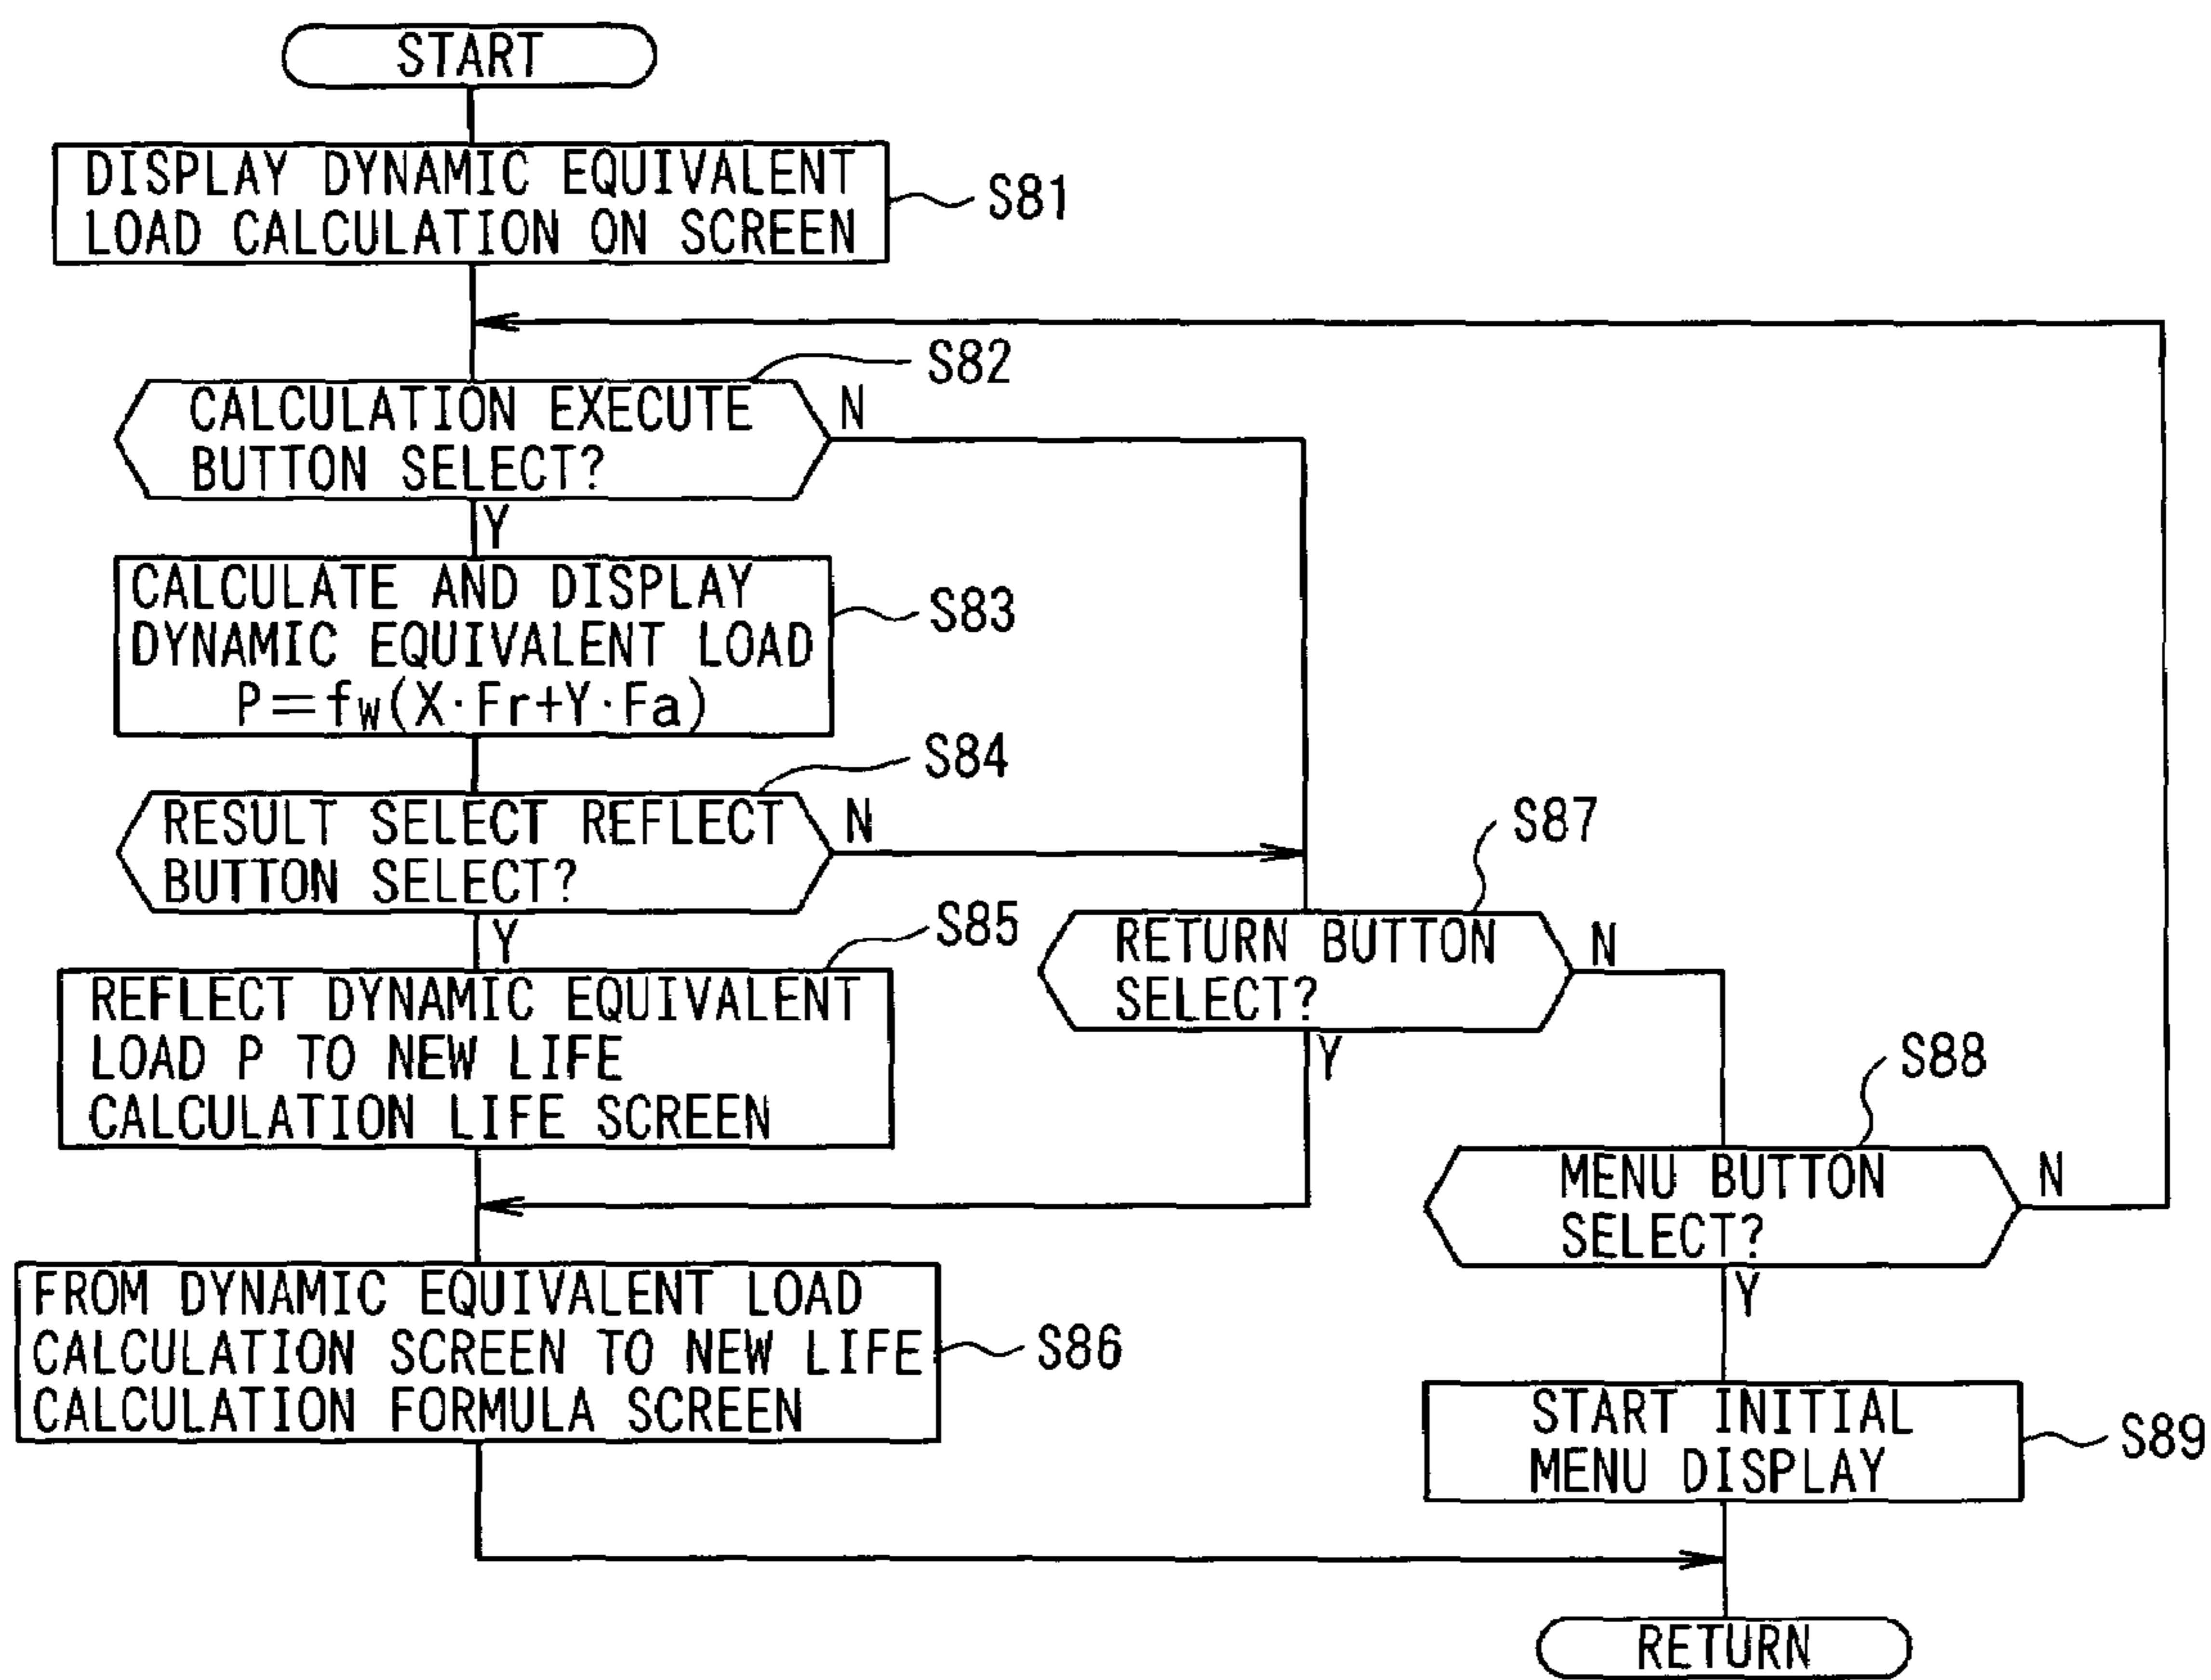 START
DISPLAY DYNAMIC EQUIVALENT
LOAD CALCULATION ON SCREEN
S81
S82
CALCULATION EXECUTE
BUTTON SELECT?
N
Y
CALCULATE AND DISPLAY
DYNAMIC EQUIVALENT LOAD
P=fw(X·Fr+Y·Fa)
S83
S84
RESULT SELECT REFLECT
BUTTON SELECT?
N
Y
S85
REFLECT DYNAMIC EQUIVALENT
LOAD P TO NEW LIFE
CALCULATION LIFE SCREEN
S87
RETURN BUTTON
SELECT?
N
Y
S88
MENU BUTTON
SELECT?
N
Y
FROM DYNAMIC EQUIVALENT LOAD
CALCULATION SCREEN TO NEW LIFE
CALCULATION FORMULA SCREEN
S86
START INITIAL
MENU DISPLAY
S89
RETURN